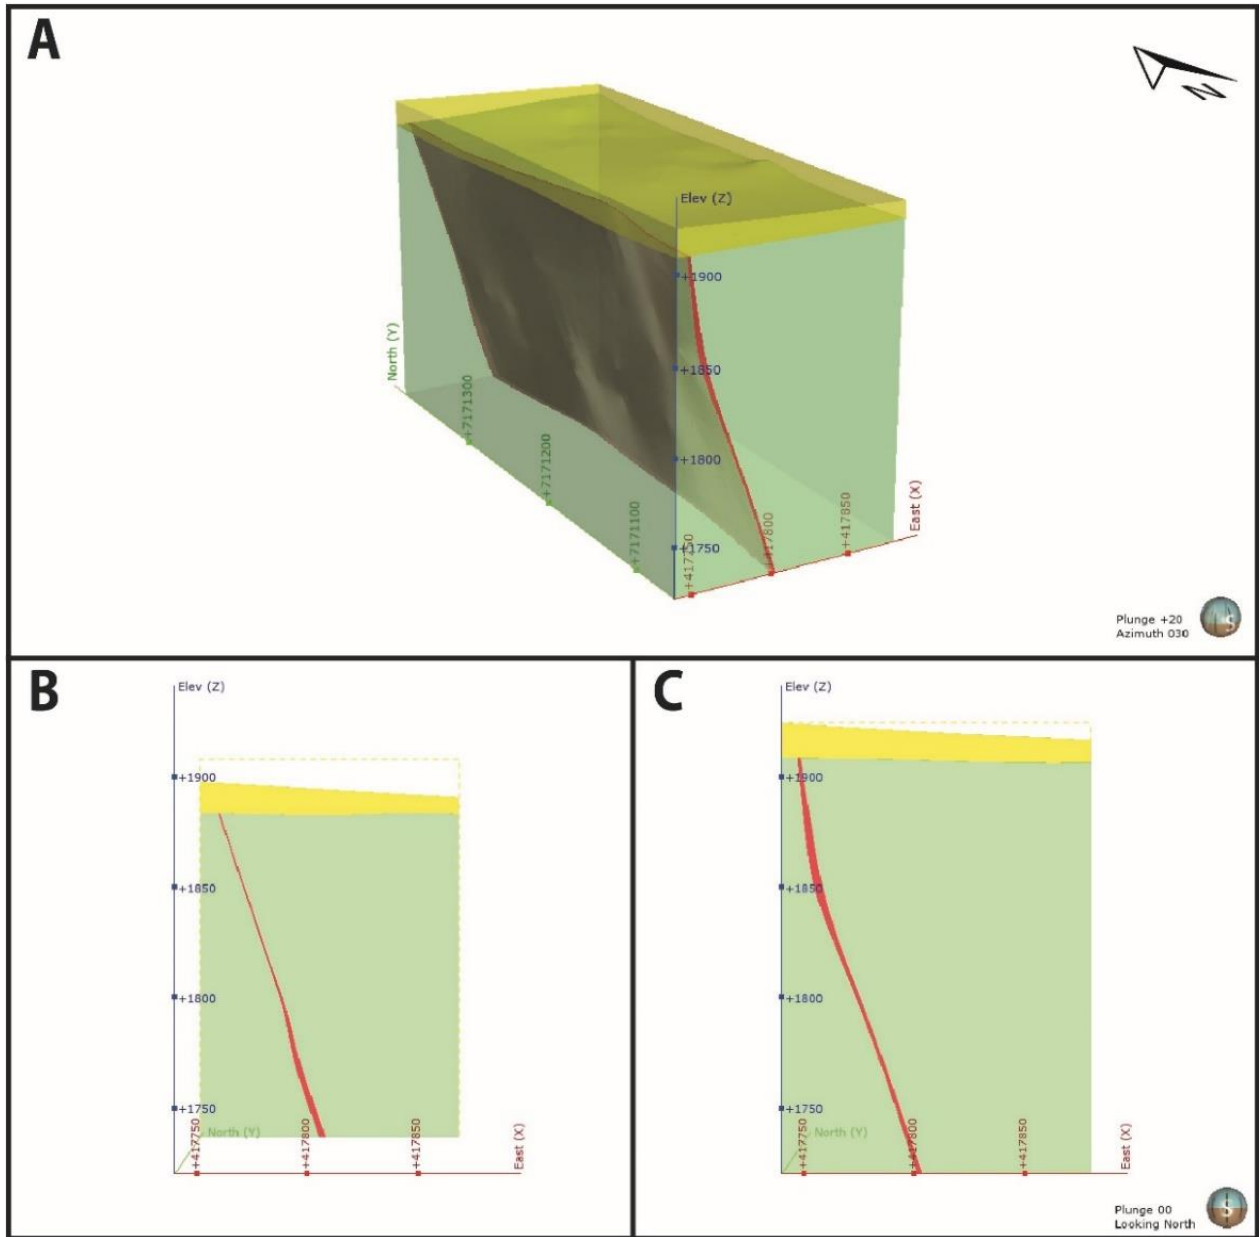 A
N
Elev (Z)
+1900
+1850
+1800
+1750
North (Y)
+7171300
+7171200
+7171100
+417750
+417800
+417850
East (X)
Plunge +20
Azimuth 030
S
B
Elev (Z)
+1900
+1850
+1800
+1750
North (Y)
+417750
+417800
+417850
East (X)
C
Elev (Z)
+1900
+1850
+1800
+1750
North (Y)
+417750
+417800
+417850
East (X)
Plunge 00
Looking North
S